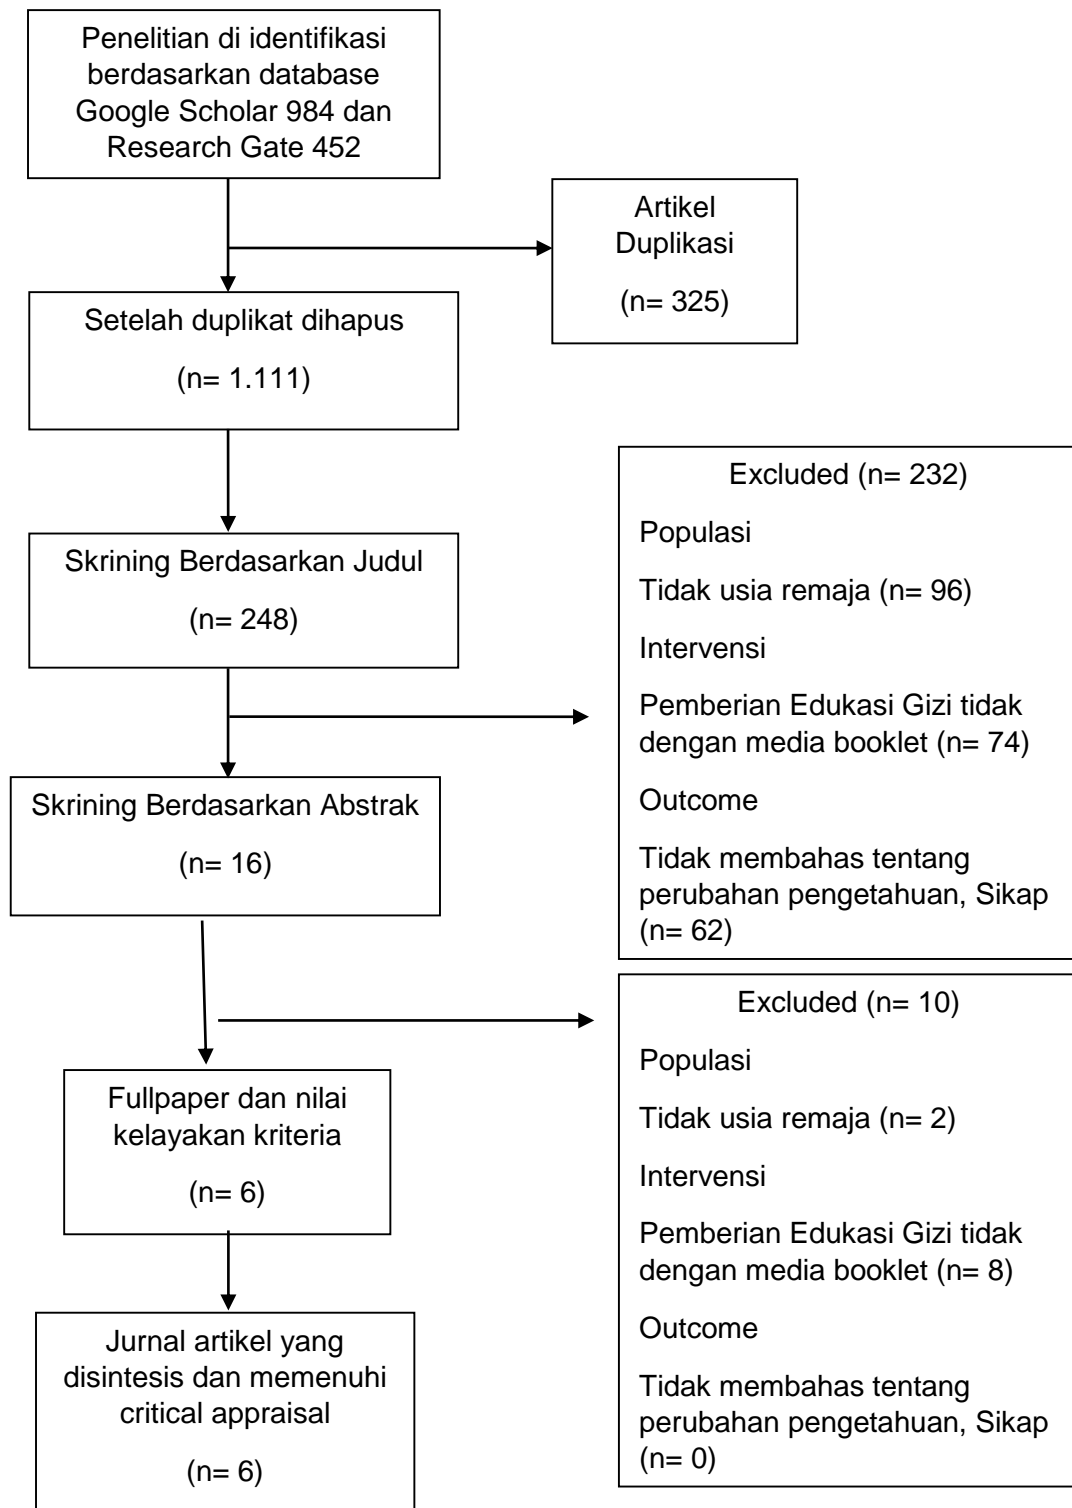 Penelitian di identifikasi
berdasarkan database
Google Scholar 984 dan
Research Gate 452
Artikel
Duplikasi
(n= 325)
Setelah duplikat dihapus
(n= 1.111)
Skrining Berdasarkan Judul
(n= 248)
Excluded (n= 232)
Populasi
Tidak usia remaja (n= 96)
Intervensi
Pemberian Edukasi Gizi tidak
dengan media booklet (n= 74)
Outcome
Tidak membahas tentang
perubahan pengetahuan, Sikap
(n= 62)
Skrining Berdasarkan Abstrak
(n= 16)
Excluded (n= 10)
Populasi
Tidak usia remaja (n= 2)
Intervensi
Pemberian Edukasi Gizi tidak
dengan media booklet (n= 8)
Outcome
Tidak membahas tentang
perubahan pengetahuan, Sikap
(n= 0)
Fullpaper dan nilai
kelayakan kriteria
(n= 6)
Jurnal artikel yang
disintesis dan memenuhi
critical appraisal
(n= 6)